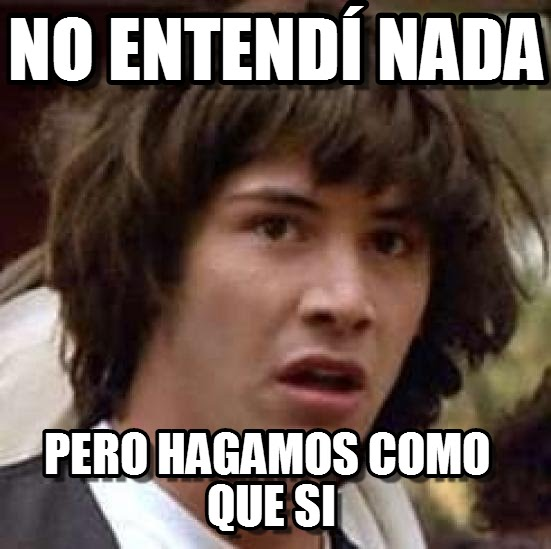 NO ENTENDÍ NADA
PERO HAGAMOS COMO
QUE SI